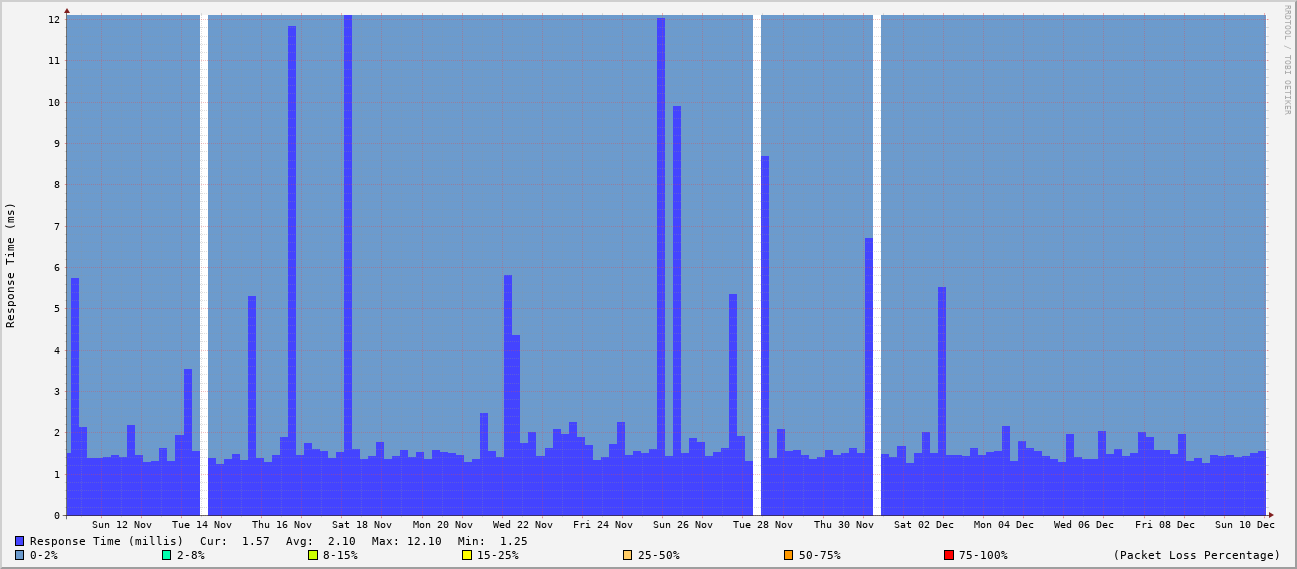 RRDTOOL / TOBI OETIKER
Response Time (ms)
12
11
10
9
8
7
6
5
4
3
2
1
0
Sun 12 Nov Tue 14 Nov Thu 16 Nov Sat 18 Nov Mon 20 Nov Wed 22 Nov Fri 24 Nov Sun 26 Nov Tue 28 Nov Thu 30 Nov Sat 02 Dec Mon 04 Dec Wed 06 Dec Fri 08 Dec Sun 10 Dec
Response Time (millis) Cur: 1.57 Avg: 2.10 Max: 12.10 Min: 1.25
0-2% 2-8% 8-15% 15-25% 25-50% 50-75% 75-100% (Packet Loss Percentage)